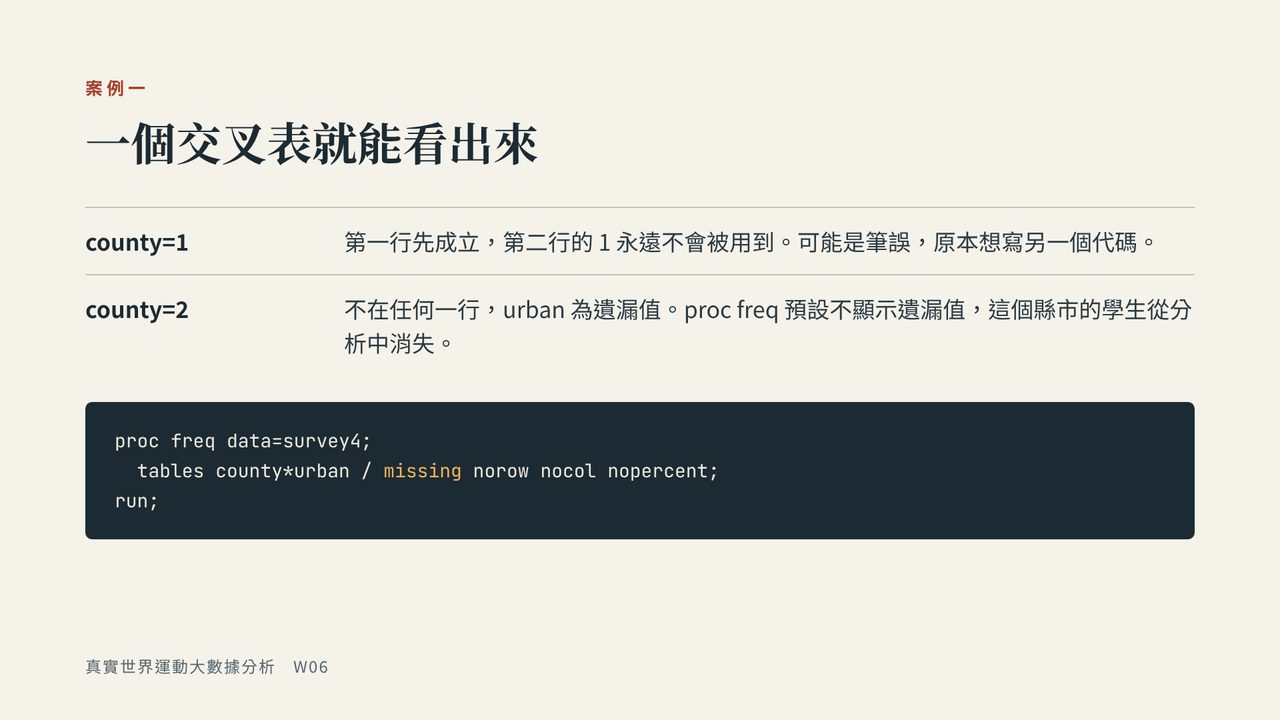 案例一
一個交叉表就能看出來
county=1
第一行先成立，第二行的 1 永遠不會被用到。可能是筆誤，原本想寫另一個代碼。
county=2
不在任何一行，urban 為遺漏值。proc freq 預設不顯示遺漏值，這個縣市的學生從分
析中消失。
proc freq data=survey4;
  tables county*urban / missing norow nocol nopercent;
run;
真實世界運動大數據分析　W06